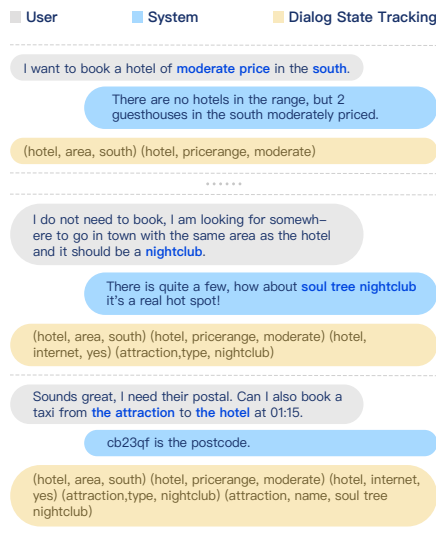 User System Dialog State Tracking
I want to book a hotel of moderate price in the south.
There are no hotels in the range, but 2
guesthouses in the south moderately priced.
(hotel, area, south) (hotel, pricerange, moderate)
......
I do not need to book, I am looking for somewh-
ere to go in town with the same area as the hotel
and it should be a nightclub.
There is quite a few, how about soul tree nightclub
it's a real hot spot!
(hotel, area, south) (hotel, pricerange, moderate) (hotel,
internet, yes) (attraction,type, nightclub)
Sounds great, I need their postal. Can I also book a
taxi from the attraction to the hotel at 01:15.
cb23qf is the postcode.
(hotel, area, south) (hotel, pricerange, moderate) (hotel, internet,
yes) (attraction,type, nightclub) (attraction, name, soul tree
nightclub)